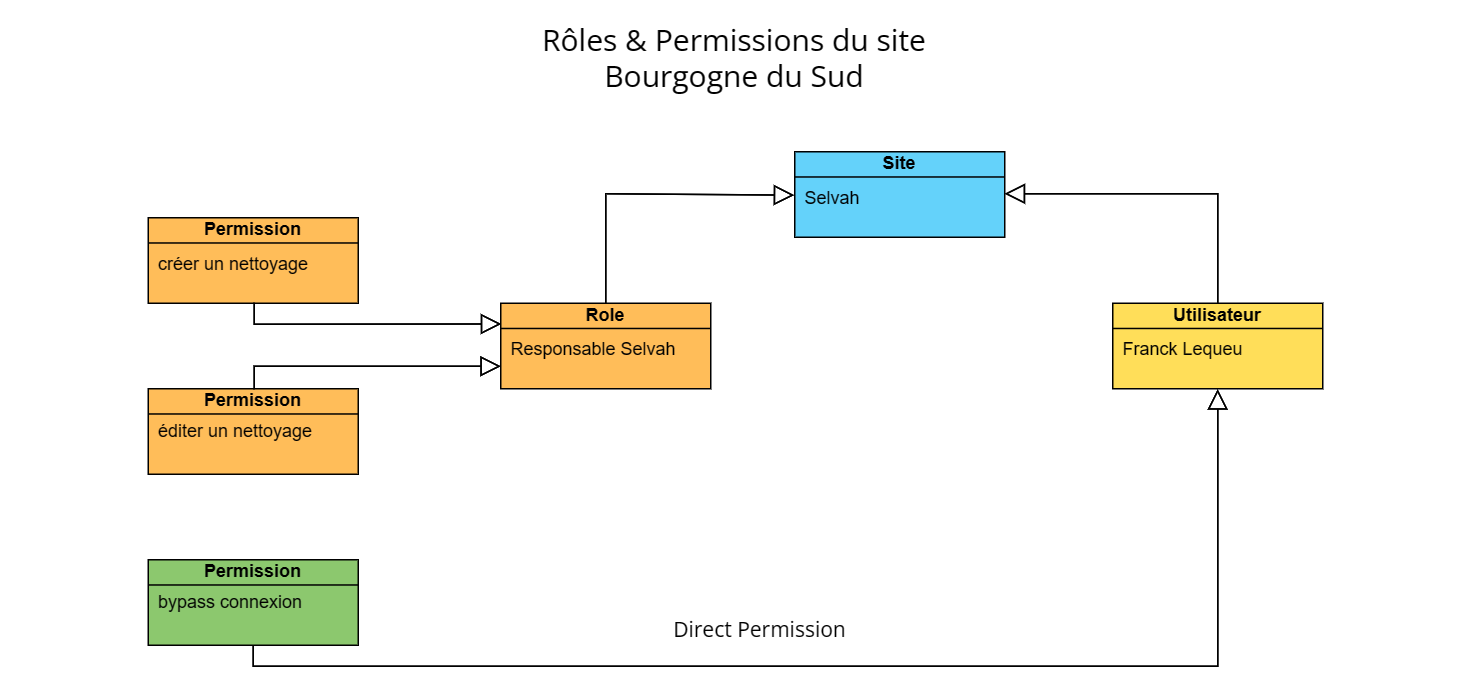 Rôles & Permissions du site
Bourgogne du Sud
Site
Selvah
Permission
créer un nettoyage
Role
Responsable Selvah
Utilisateur
Franck Lequeu
Permission
éditer un nettoyage
Permission
bypass connexion
Direct Permission